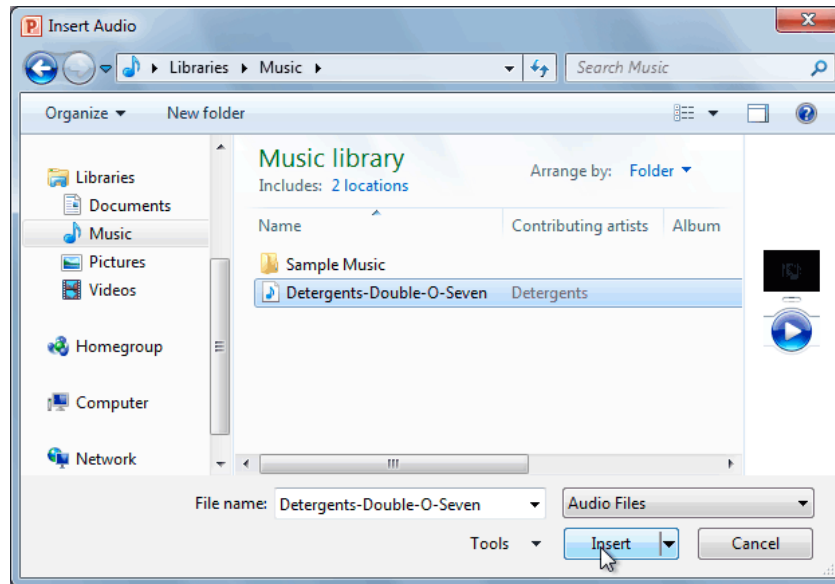 Insert Audio
Libraries Music Search Music
Organize New folder
Music library
Includes: 2 locations
Arrange by: Folder
Libraries
Documents
Music
Pictures
Videos
Homegroup
Computer
Network
Name Contributing artists Album
Sample Music
Detergents-Double-O-Seven Detergents
File name: Detergents-Double-O-Seven Audio Files
Tools Insert Cancel